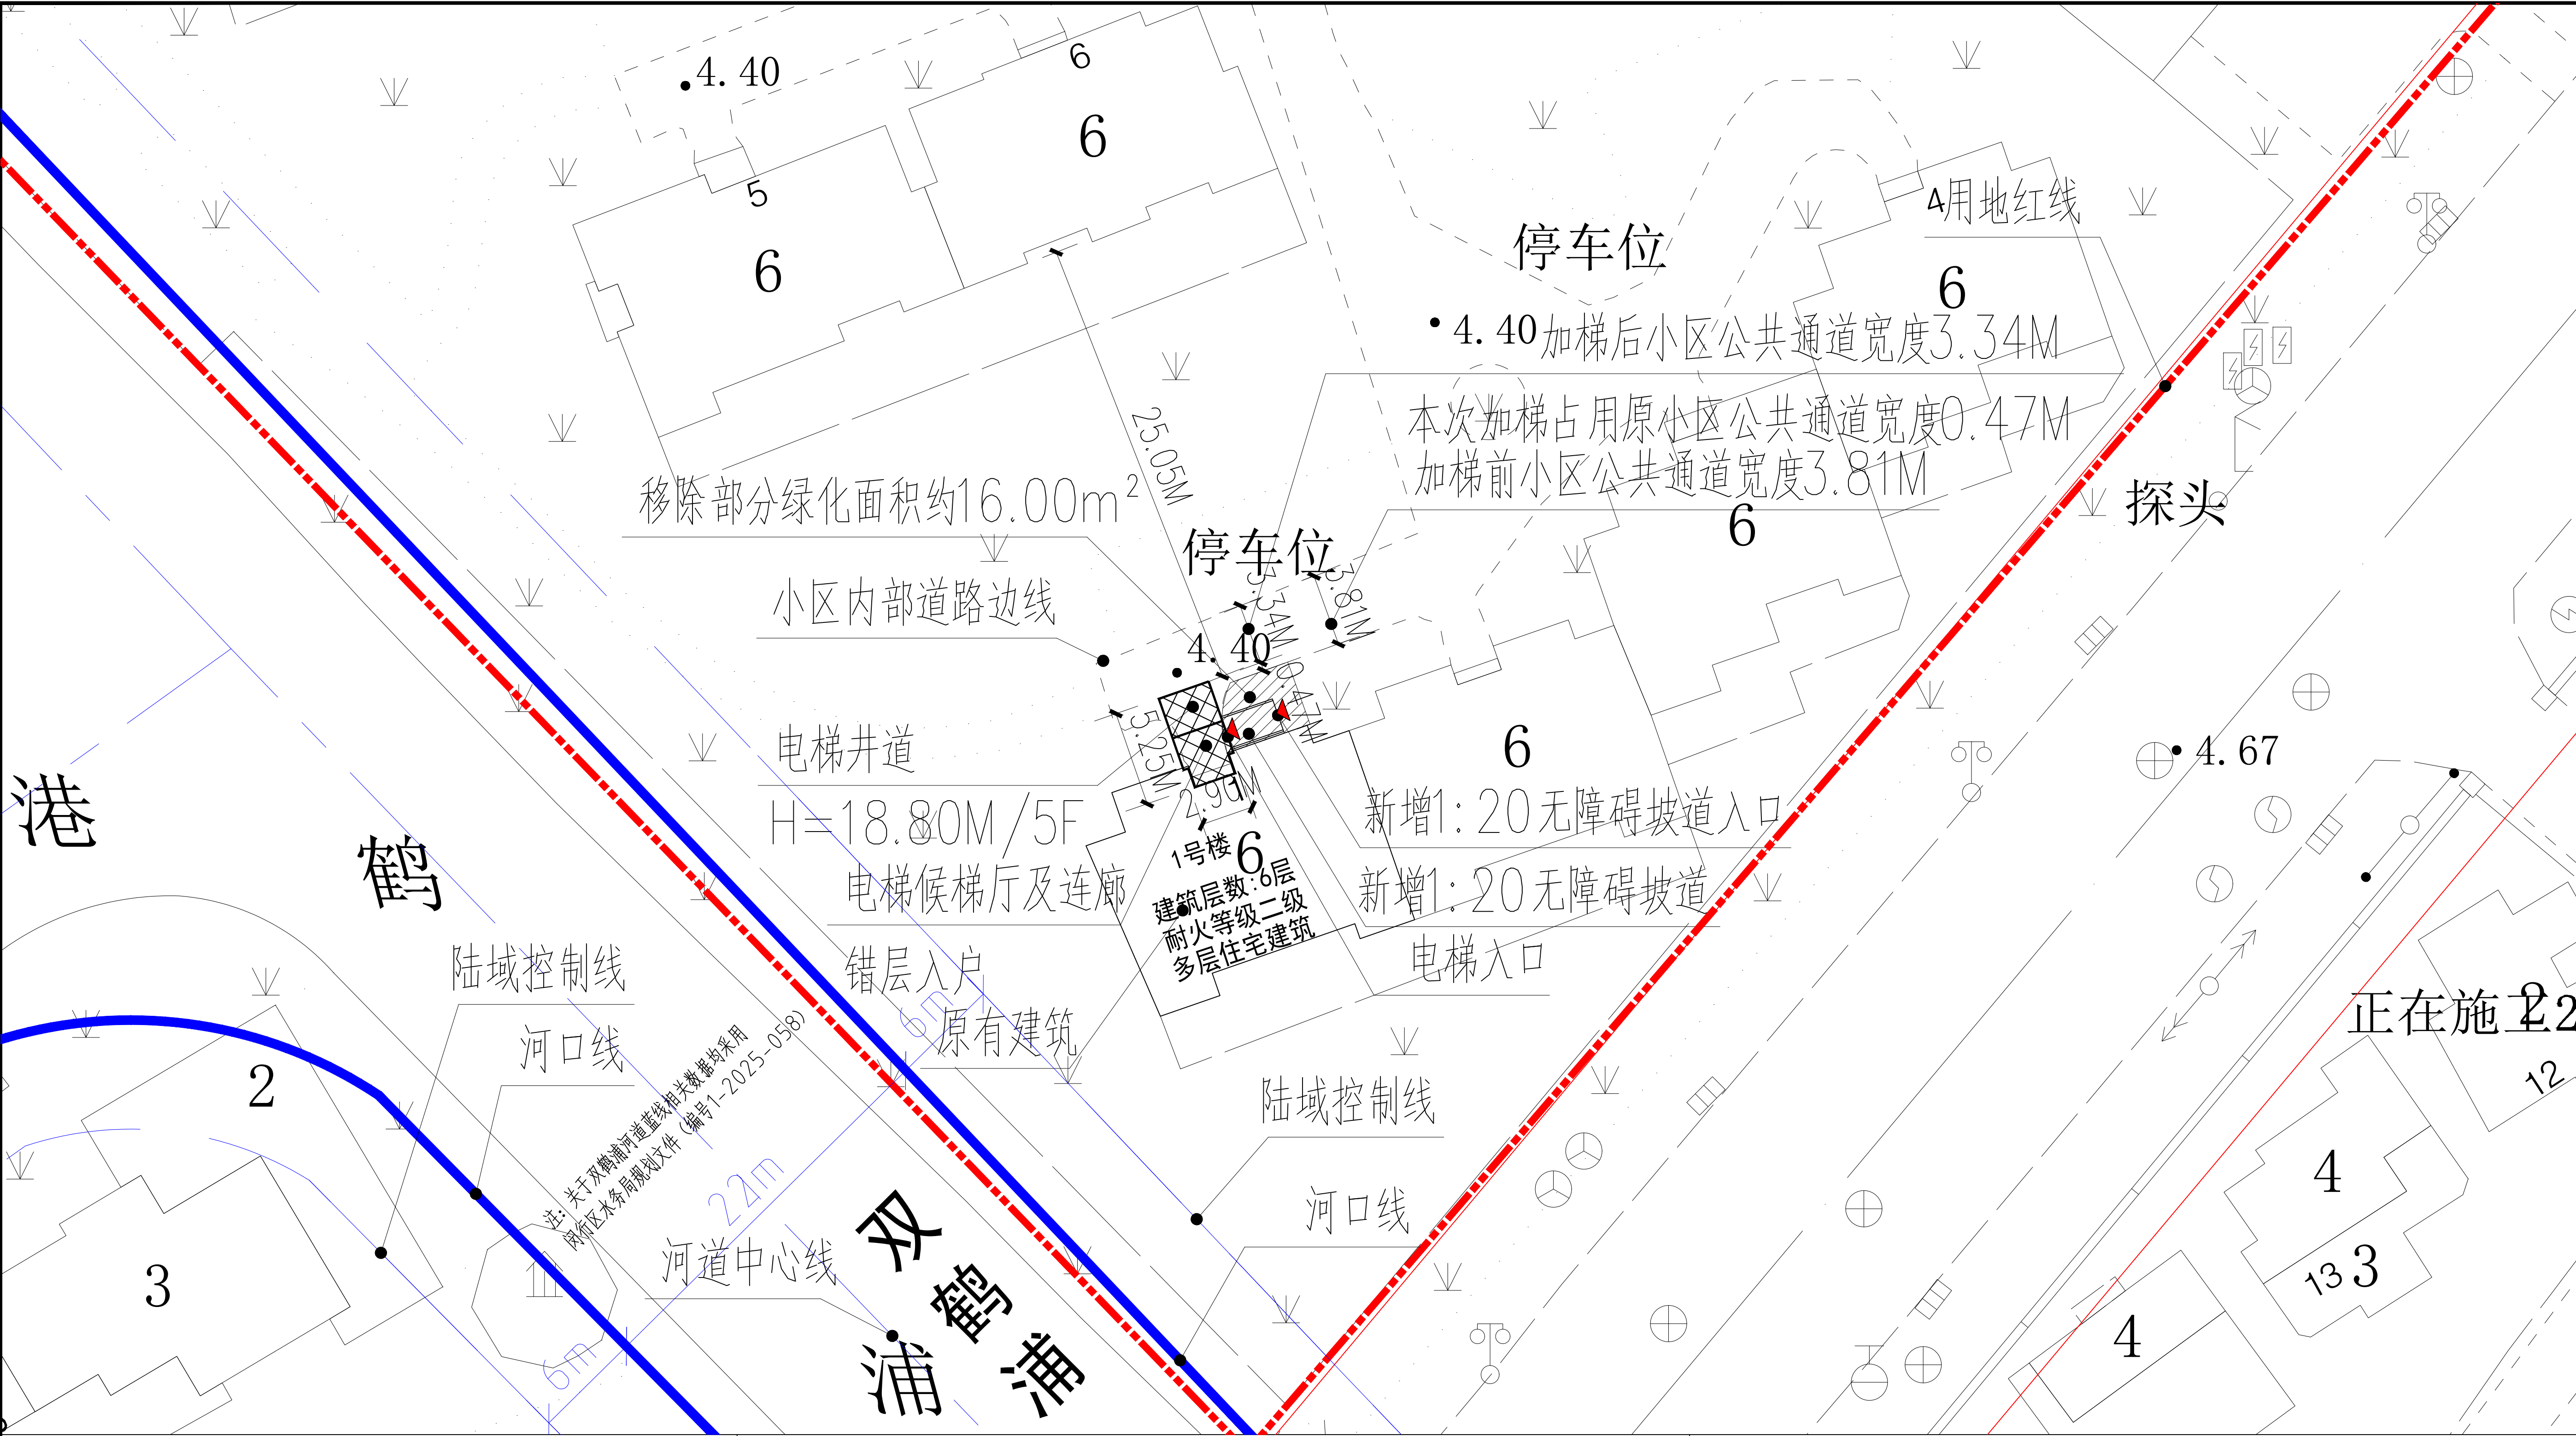 6
4.40
6
5
6
4
用地红线
停车位
6
4.40
加梯后小区公共通道宽度3.34M
本次加梯占用原小区公共通道宽度0.47M
加梯前小区公共通道宽度3.81M
25.05M
移除部分绿化面积约16.00m²
6
探头
停车位
小区内部道路边线
3.34M
3.81M
4.40
0.47M
5.25M
电梯井道
H=18.80M/5F
6
4.67
2.90M
新增1:20无障碍坡道入口
港
鹤
1号楼
6
建筑层数:6层
耐火等级二级
多层住宅建筑
电梯候梯厅及连廊
新增1:20无障碍坡道
陆域控制线
错层入户
电梯入口
6m
正在施工
2
2
河口线
原有建筑
2
注: 关于双鹤浦河道蓝线相关数据均采用
闵行区水务局规划文件 (编号1-2025-058)
陆域控制线
12
4
22m
双
鹤
浦
河口线
河道中心线
3
13
3
6m
浦
4